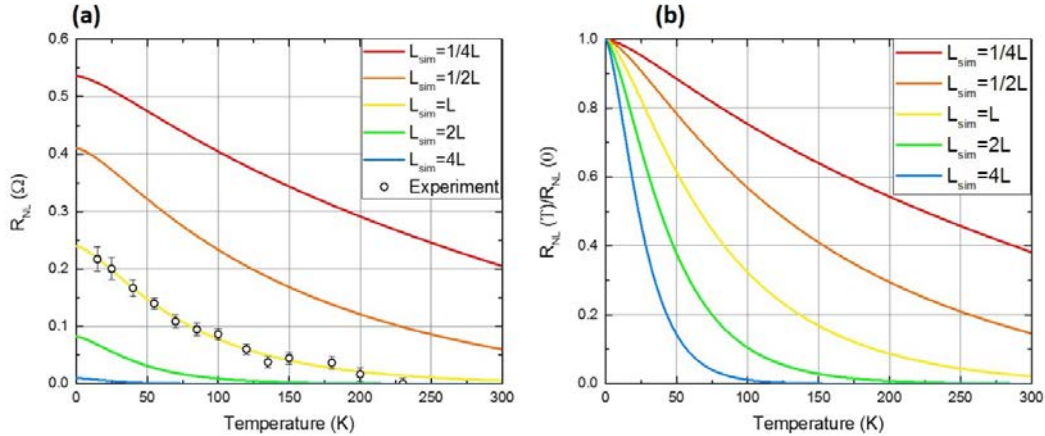 (a)
0.6
0.5
0.4
0.3
0.2
0.1
0.0
R_NL (Ω)
0 50 100 150 200 250 300
Temperature (K)
L_sim=1/4L
L_sim=1/2L
L_sim=L
L_sim=2L
L_sim=4L
Experiment
(b)
1.0
0.8
0.6
0.4
0.2
0.0
R_NL (T)/R_NL (0)
0 50 100 150 200 250 300
Temperature (K)
L_sim=1/4L
L_sim=1/2L
L_sim=L
L_sim=2L
L_sim=4L